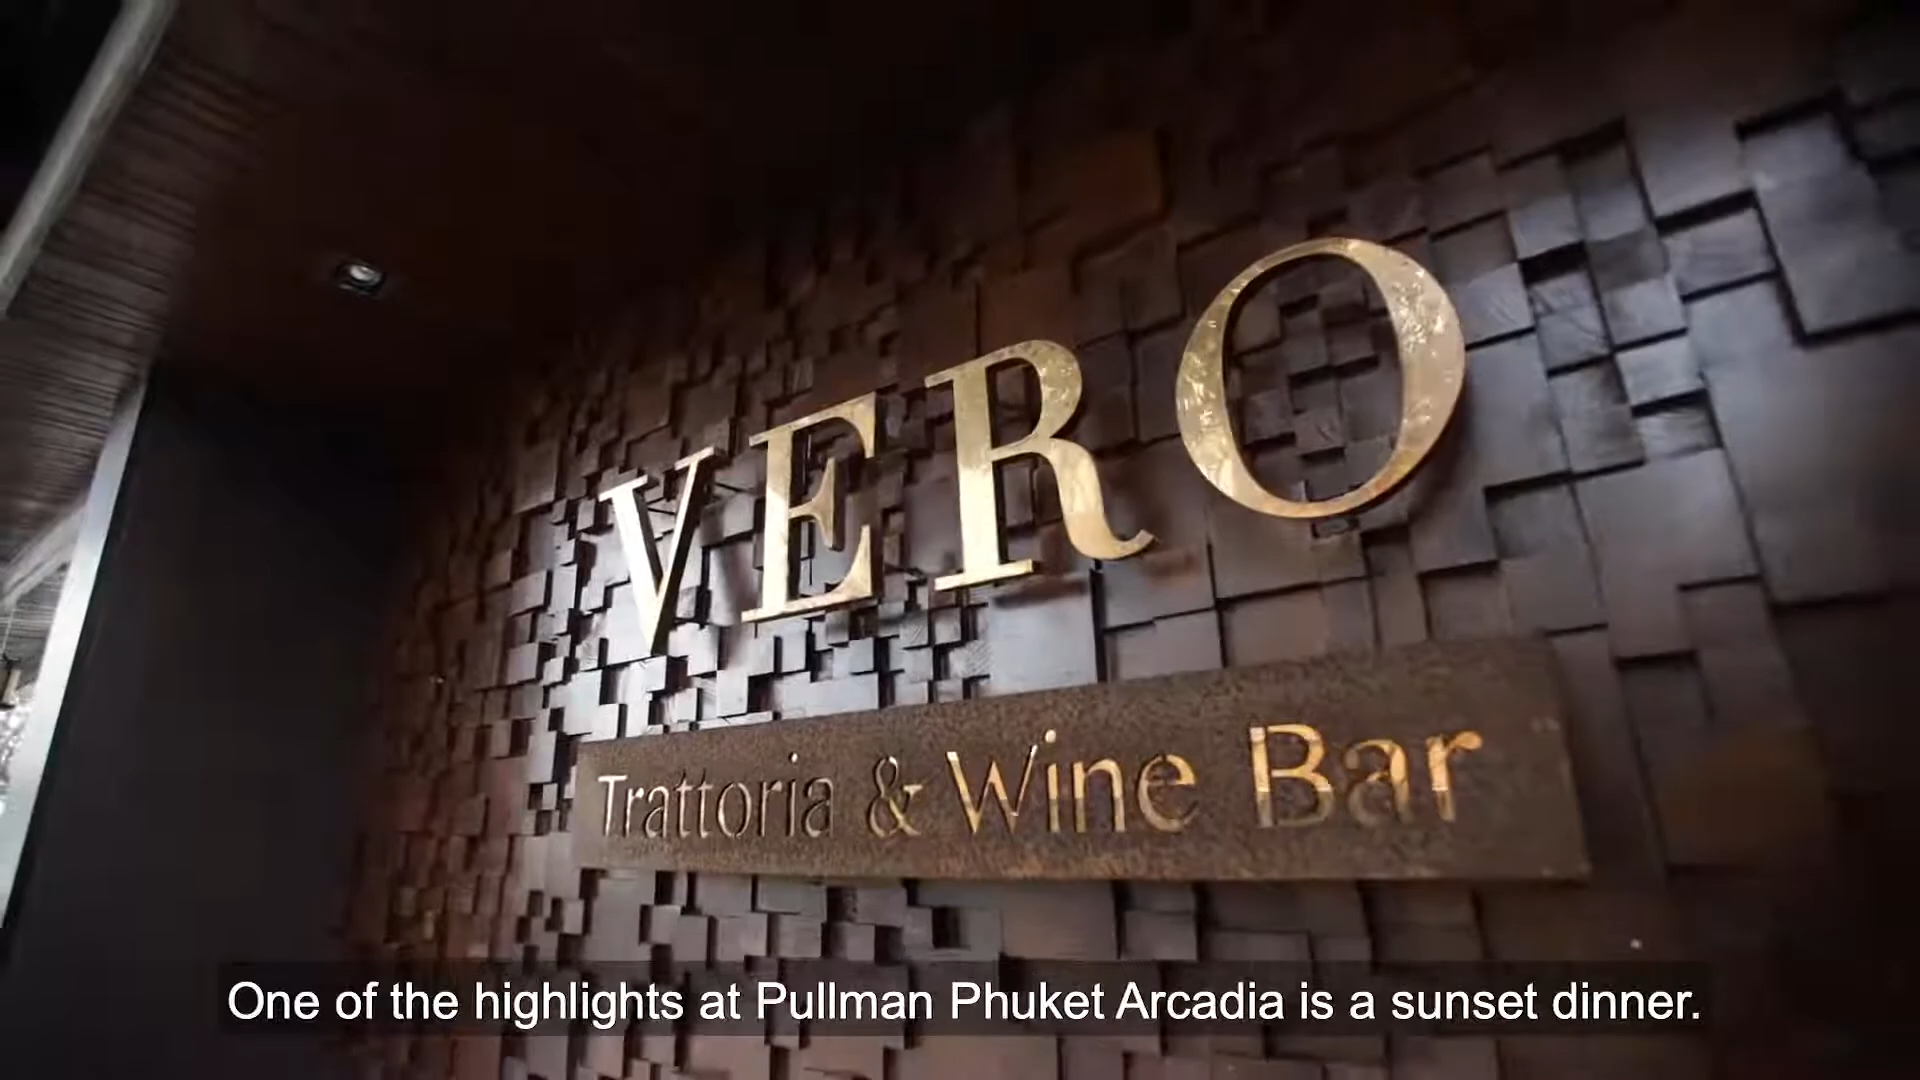 VERO
Trattoria & Wine Bar
One of the highlights at Pullman Phuket Arcadia is a sunset dinner.